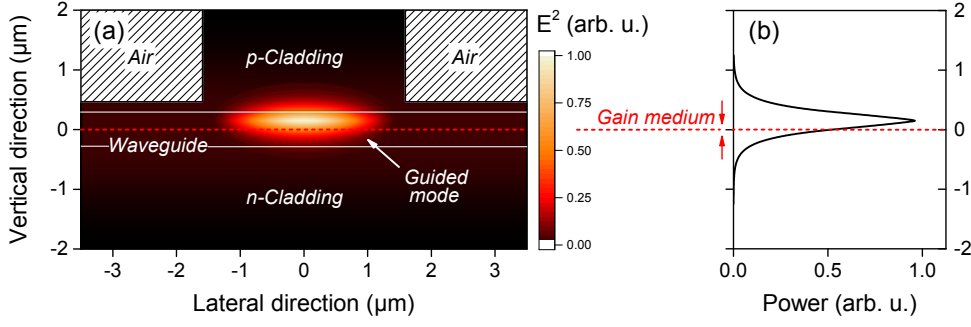 (a)
Air
p-Cladding
Air
Waveguide
Guided
mode
n-Cladding
2
1
0
-1
-2
Vertical direction (µm)
-3
-2
-1
0
1
2
3
Lateral direction (µm)
E² (arb. u.)
1.00
0.75
0.50
0.25
0.00
(b)
Gain medium
2
1
0
-1
-2
0.0
0.5
1.0
Power (arb. u.)